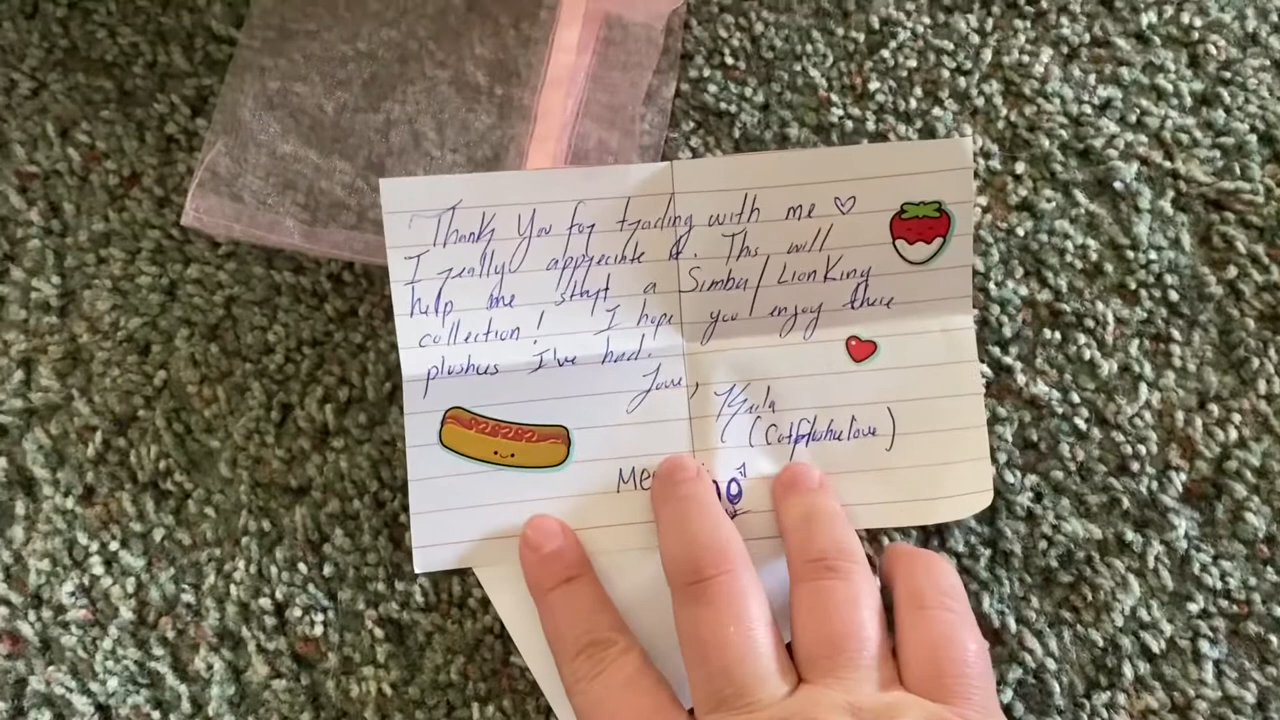 Thank You for trading with me ♡
I really appreciate it. This will
help me start a Simba/Lion King
collection! I hope you enjoy these
plushies I've had.
Love,
(Catplushielove)